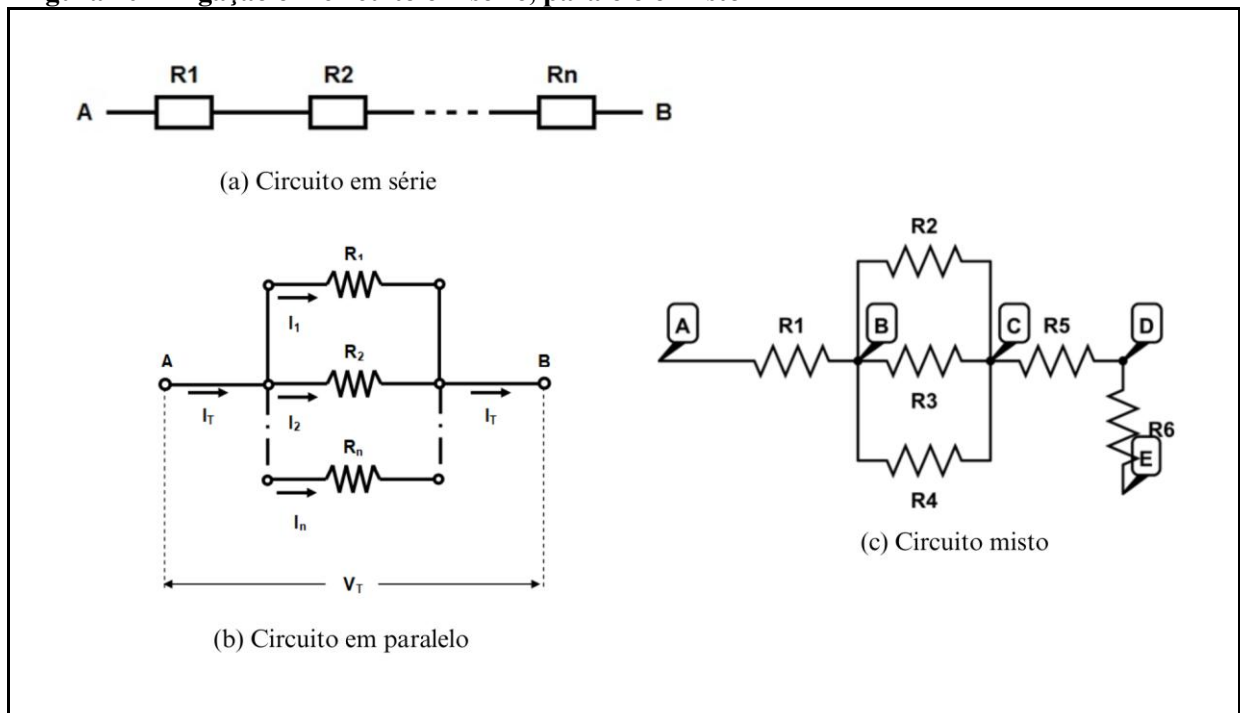 R1 R2 Rn
A B
(a) Circuito em série
R₁
I₁
R₂
A B
I_T I₂ I_T
Rₙ
Iₙ
V_T
(b) Circuito em paralelo
R2
A R1 B C R5 D
R3
R6
E
R4
(c) Circuito misto